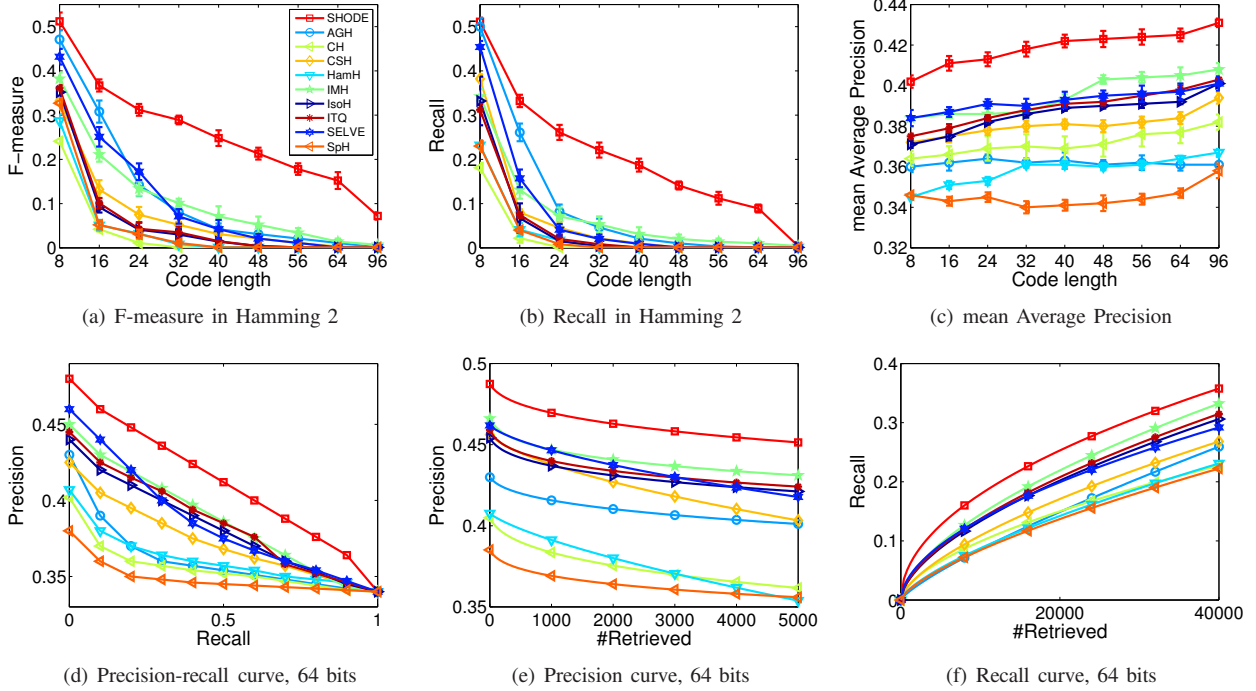 0.5
0.4
0.3
0.2
0.1
0
F−measure
8 16 24 32 40 48 56 64 96
Code length
SHODE
AGH
CH
CSH
HamH
IMH
IsoH
ITQ
SELVE
SpH
(a) F-measure in Hamming 2
0.5
0.4
0.3
0.2
0.1
0
Recall
8 16 24 32 40 48 56 64 96
Code length
(b) Recall in Hamming 2
0.44
0.42
0.4
0.38
0.36
0.34
0.32
mean Average Precision
8 16 24 32 40 48 56 64 96
Code length
(c) mean Average Precision
0.45
0.4
0.35
Precision
0 0.5 1
Recall
(d) Precision-recall curve, 64 bits
0.5
0.45
0.4
0.35
Precision
0 1000 2000 3000 4000 5000
#Retrieved
(e) Precision curve, 64 bits
0.4
0.3
0.2
0.1
0
Recall
0 20000 40000
#Retrieved
(f) Recall curve, 64 bits